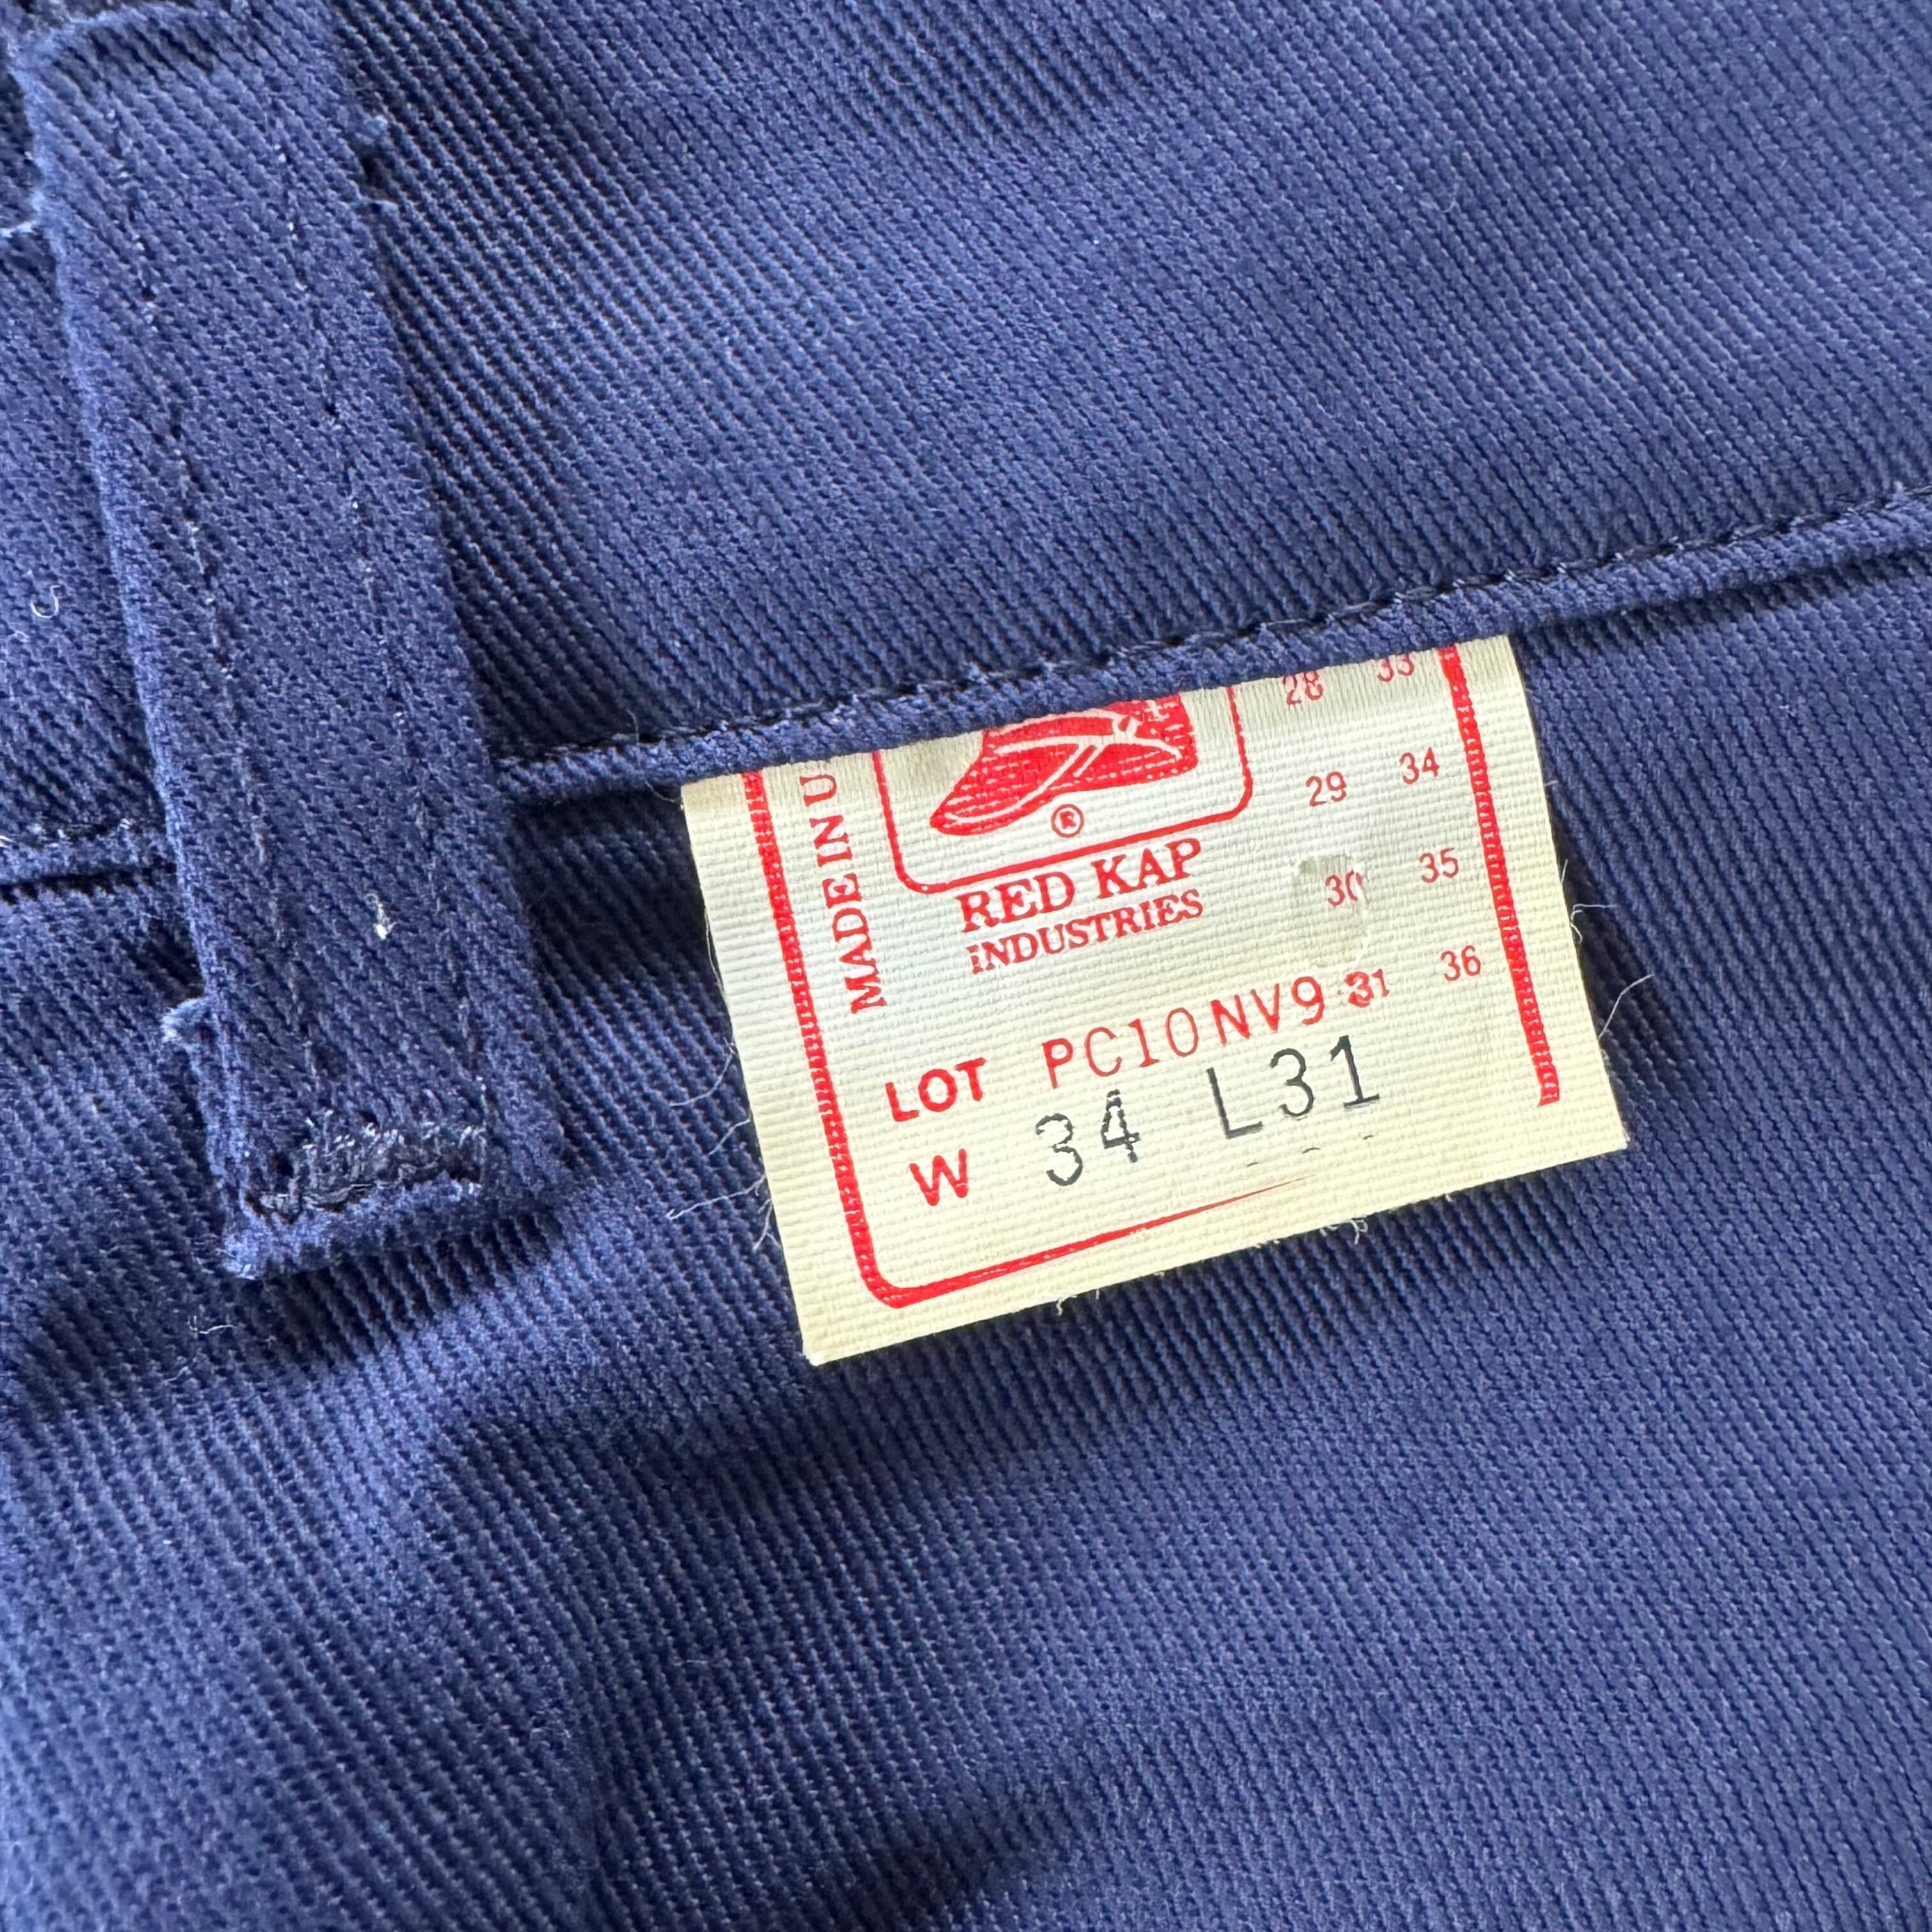 MADE IN U
®
RED KAP
INDUSTRIES
28 33
29 34
30 35
31 36
LOT PC10NV9
W 34 L31